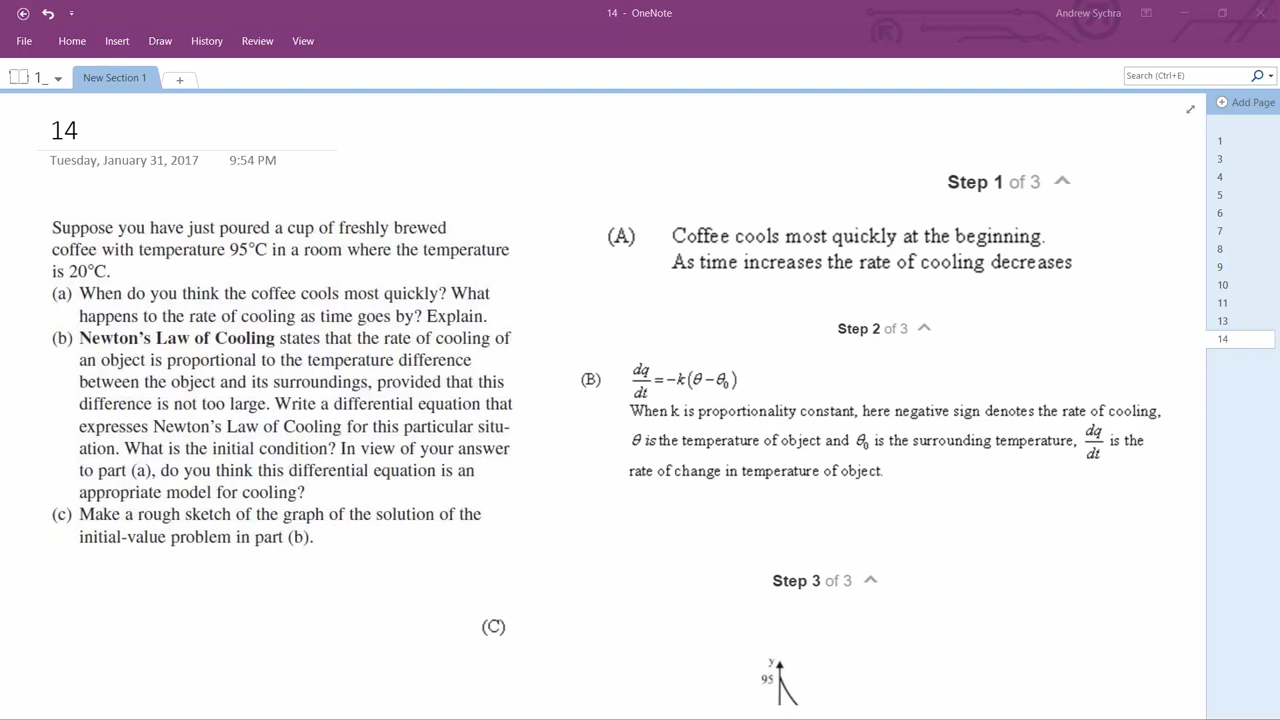 14 - OneNote
Andrew Sychra
File Home Insert Draw History Review View
1_
New Section 1
+
Search (Ctrl+E)
Add Page
14
Tuesday, January 31, 2017 9:54 PM
Suppose you have just poured a cup of freshly brewed
coffee with temperature 95°C in a room where the temperature
is 20°C.
(a) When do you think the coffee cools most quickly? What
happens to the rate of cooling as time goes by? Explain.
(b) Newton's Law of Cooling states that the rate of cooling of
an object is proportional to the temperature difference
between the object and its surroundings, provided that this
difference is not too large. Write a differential equation that
expresses Newton's Law of Cooling for this particular situ-
ation. What is the initial condition? In view of your answer
to part (a), do you think this differential equation is an
appropriate model for cooling?
(c) Make a rough sketch of the graph of the solution of the
initial-value problem in part (b).
Step 1 of 3
(A) Coffee cools most quickly at the beginning.
As time increases the rate of cooling decreases
Step 2 of 3
(B) dq/dt = -k(θ-θ₀)
When k is proportionality constant, here negative sign denotes the rate of cooling,
θ is the temperature of object and θ₀ is the surrounding temperature, dq/dt is the
rate of change in temperature of object.
Step 3 of 3
(C)
y
95
1
3
4
5
6
7
8
9
10
11
13
14